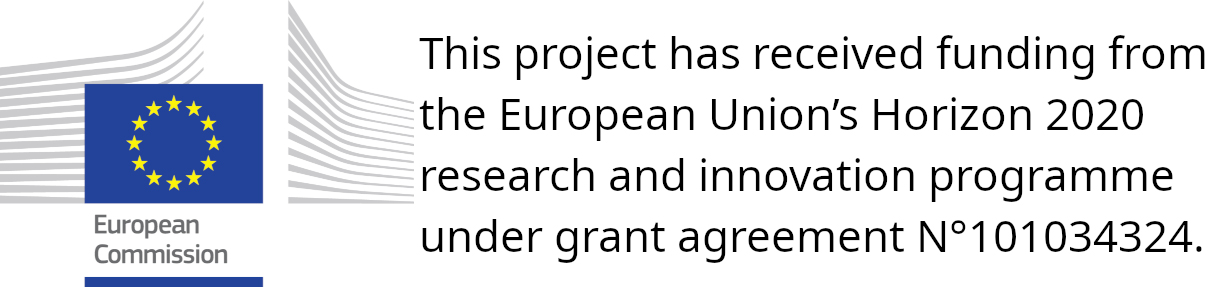 This project has received funding from
the European Union’s Horizon 2020
research and innovation programme
under grant agreement N°101034324.
European
Commission